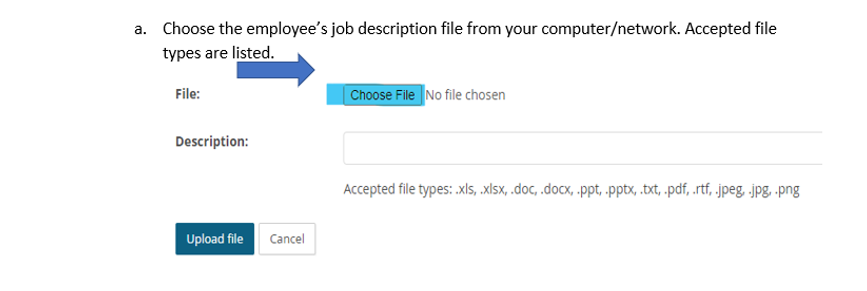 a. Choose the employee’s job description file from your computer/network. Accepted file
types are listed.
File: Choose File No file chosen
Description:
Accepted file types: .xls, .xlsx, .doc, .docx, .ppt, .pptx, .txt, .pdf, .rtf, .jpeg, .jpg, .png
Upload file Cancel